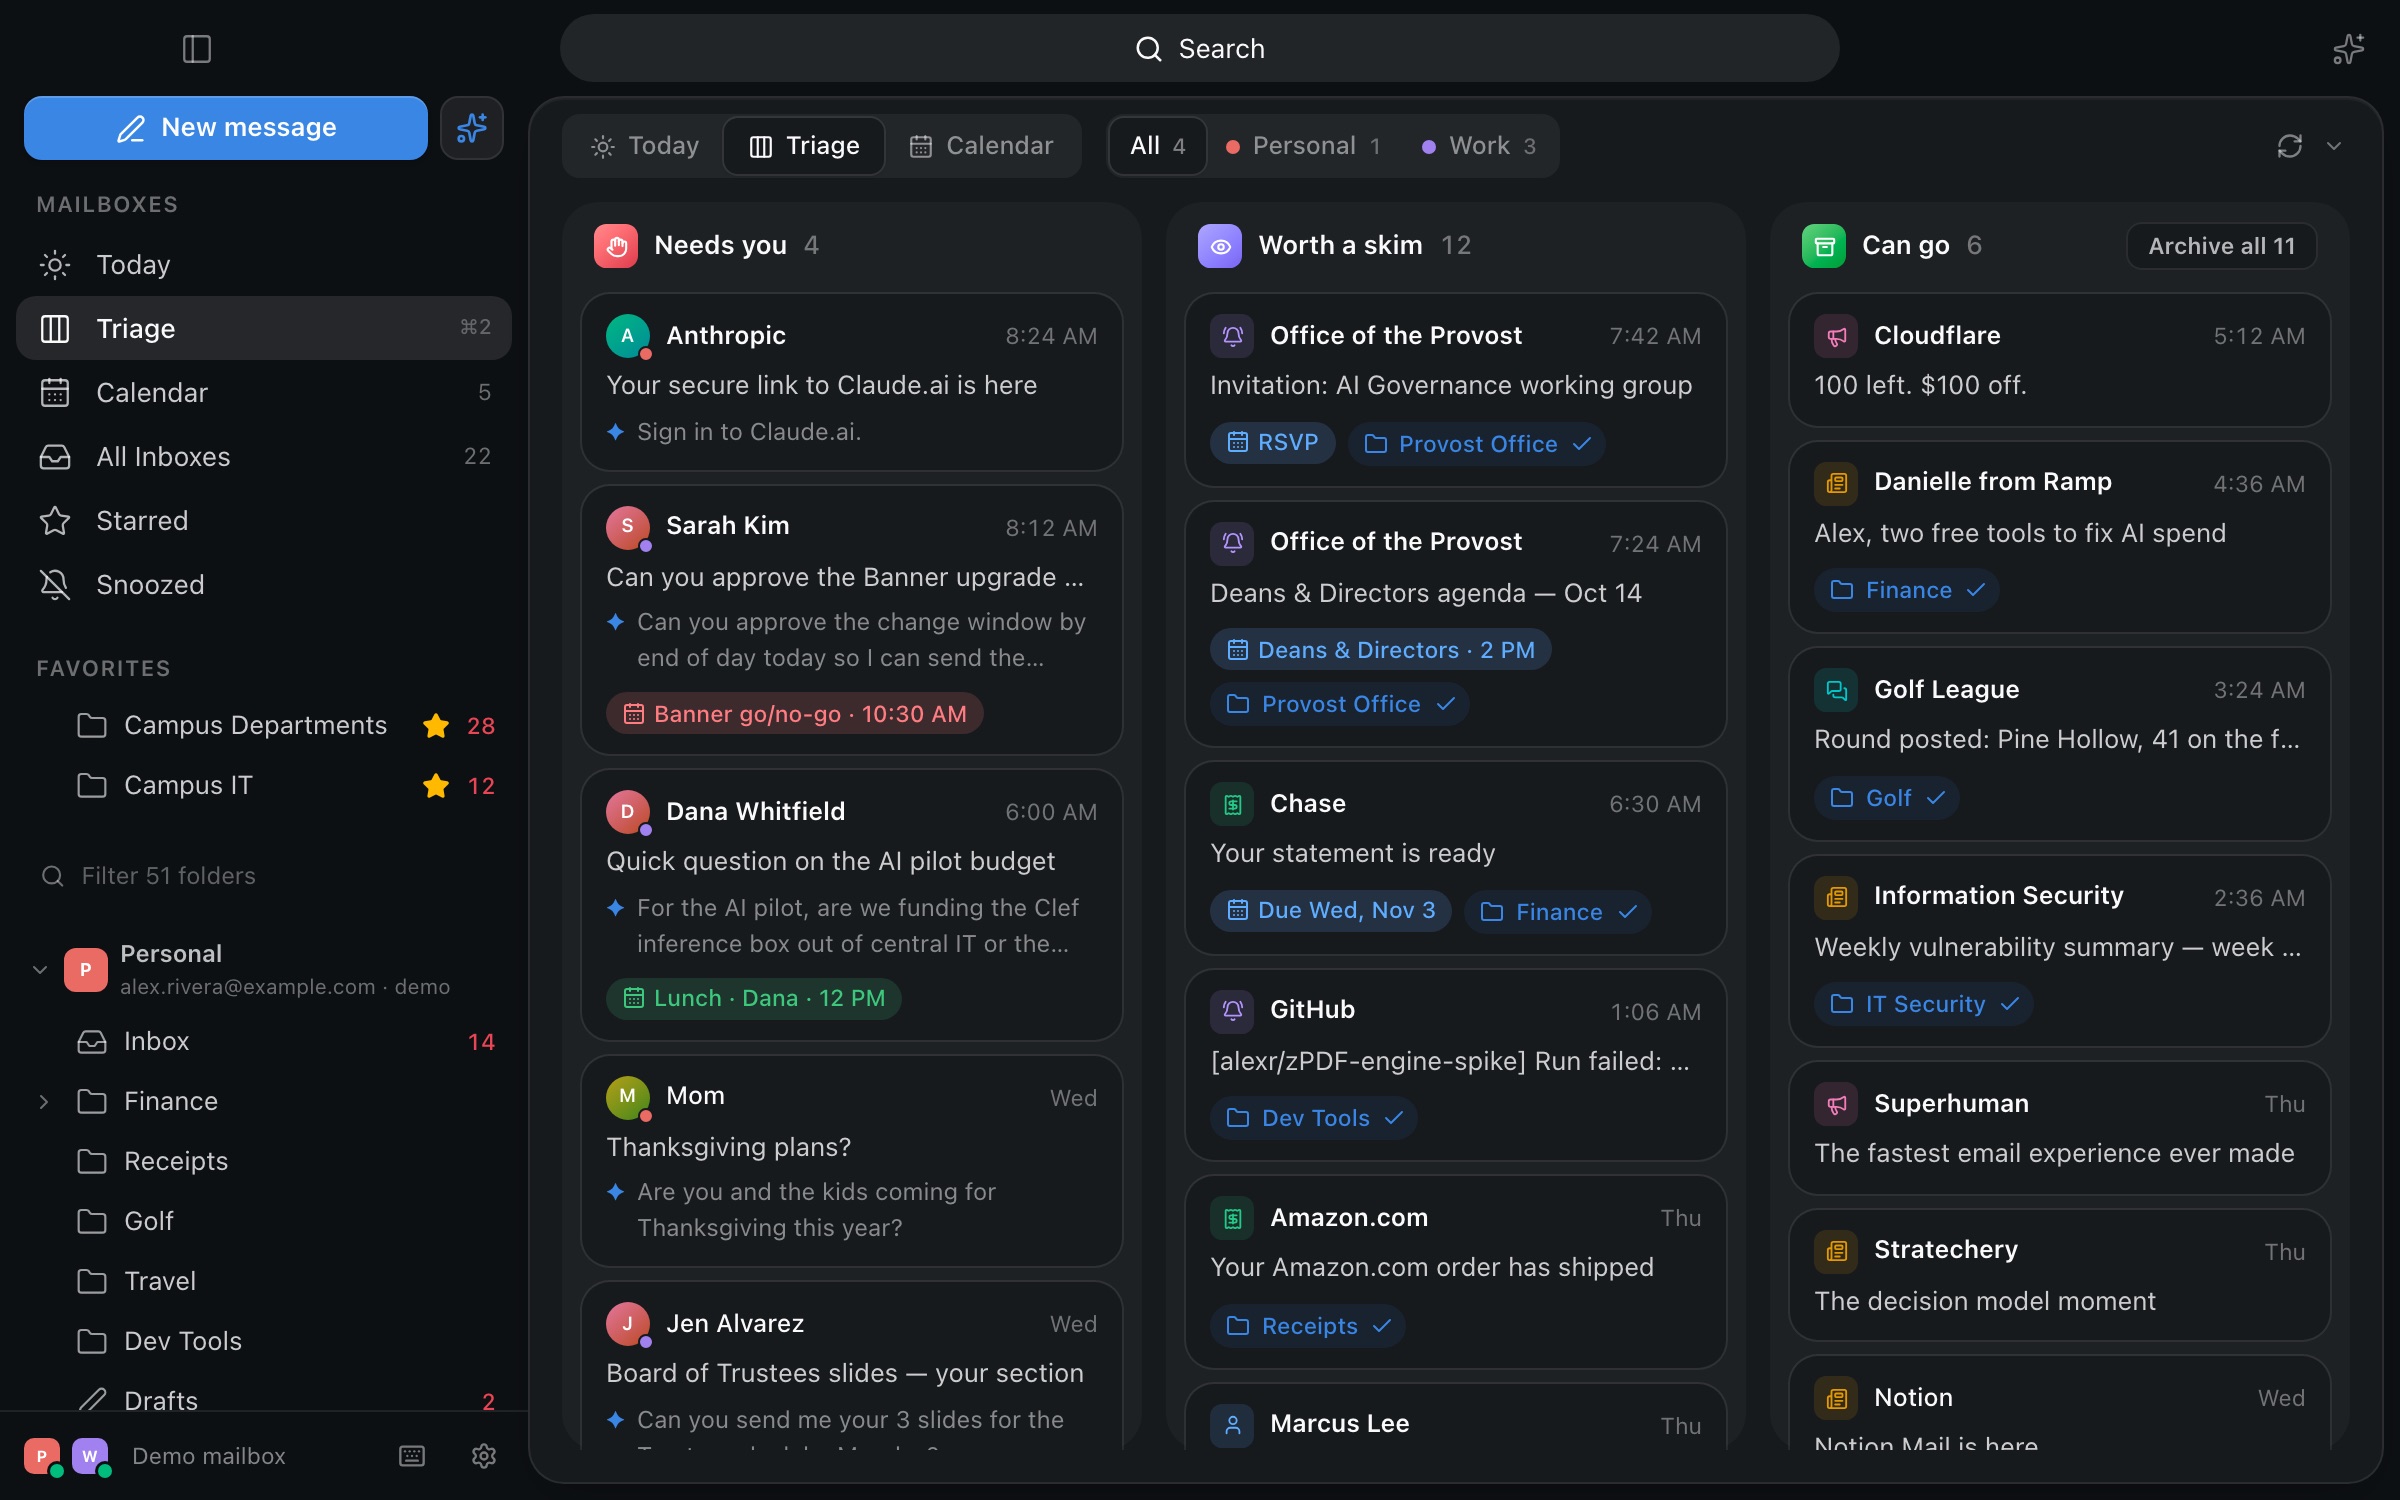 Search
New message
MAILBOXES
Today
Triage ⌘2
Calendar 5
All Inboxes 22
Starred
Snoozed
FAVORITES
Campus Departments 28
Campus IT 12
Filter 51 folders
P Personal
alex.rivera@example.com · demo
Inbox 14
Finance
Receipts
Golf
Travel
Dev Tools
Drafts 2
P W Demo mailbox
Today Triage Calendar
All 4 Personal 1 Work 3
Needs you 4
A Anthropic 8:24 AM
Your secure link to Claude.ai is here
Sign in to Claude.ai.
S Sarah Kim 8:12 AM
Can you approve the Banner upgrade ...
Can you approve the change window by
end of day today so I can send the...
Banner go/no-go · 10:30 AM
D Dana Whitfield 6:00 AM
Quick question on the AI pilot budget
For the AI pilot, are we funding the Clef
inference box out of central IT or the...
Lunch · Dana · 12 PM
M Mom Wed
Thanksgiving plans?
Are you and the kids coming for
Thanksgiving this year?
J Jen Alvarez Wed
Board of Trustees slides — your section
Can you send me your 3 slides for the
Worth a skim 12
Office of the Provost 7:42 AM
Invitation: AI Governance working group
RSVP Provost Office
Office of the Provost 7:24 AM
Deans & Directors agenda — Oct 14
Deans & Directors · 2 PM
Provost Office
Chase 6:30 AM
Your statement is ready
Due Wed, Nov 3 Finance
GitHub 1:06 AM
[alexr/zPDF-engine-spike] Run failed: ...
Dev Tools
Amazon.com Thu
Your Amazon.com order has shipped
Receipts
Marcus Lee Thu
Can go 6 Archive all 11
Cloudflare 5:12 AM
100 left. $100 off.
Danielle from Ramp 4:36 AM
Alex, two free tools to fix AI spend
Finance
Golf League 3:24 AM
Round posted: Pine Hollow, 41 on the f...
Golf
Information Security 2:36 AM
Weekly vulnerability summary — week ...
IT Security
Superhuman Thu
The fastest email experience ever made
Stratechery Thu
The decision model moment
Notion Wed
Notion Mail is here